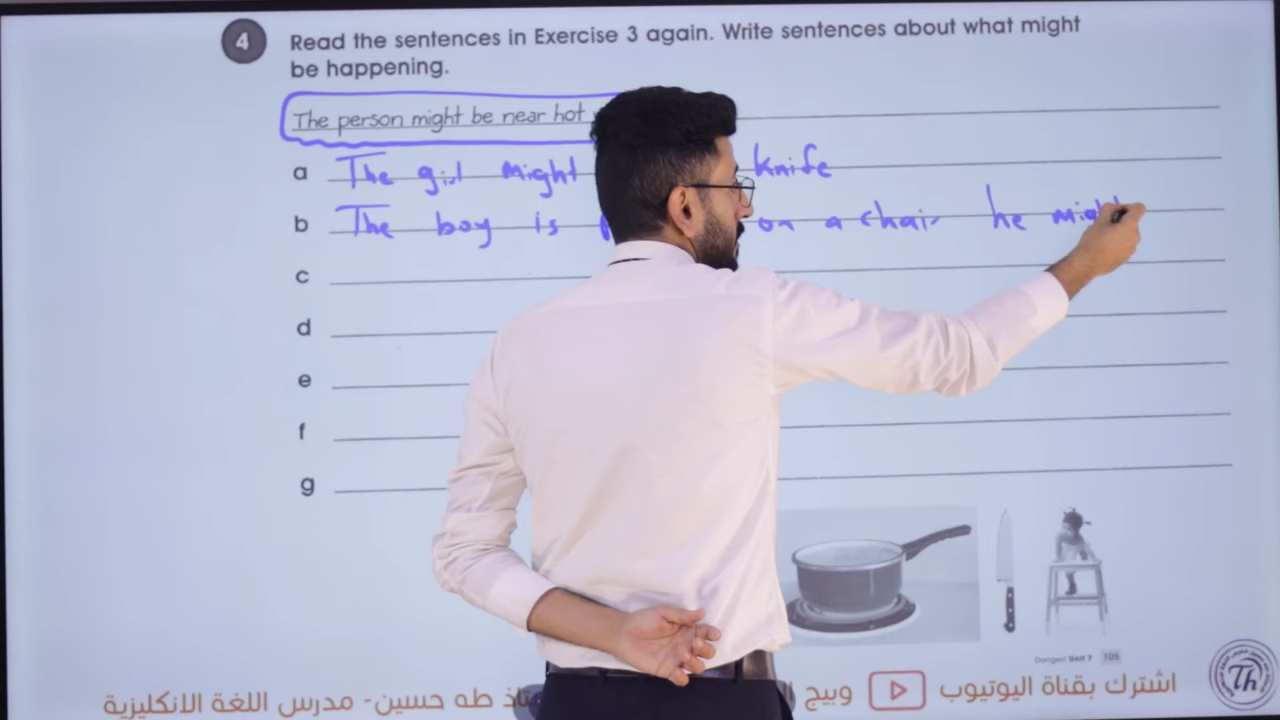 4 Read the sentences in Exercise 3 again. Write sentences about what might
be happening.
The person might be near hot
a The girl might knife
b The boy is on a chair he might
c
d
e
f
g
Danger! Unit 7 105
Th
اشترك بقناة اليوتيوب وبيج طه حسين- مدرس اللغة الانكليزية